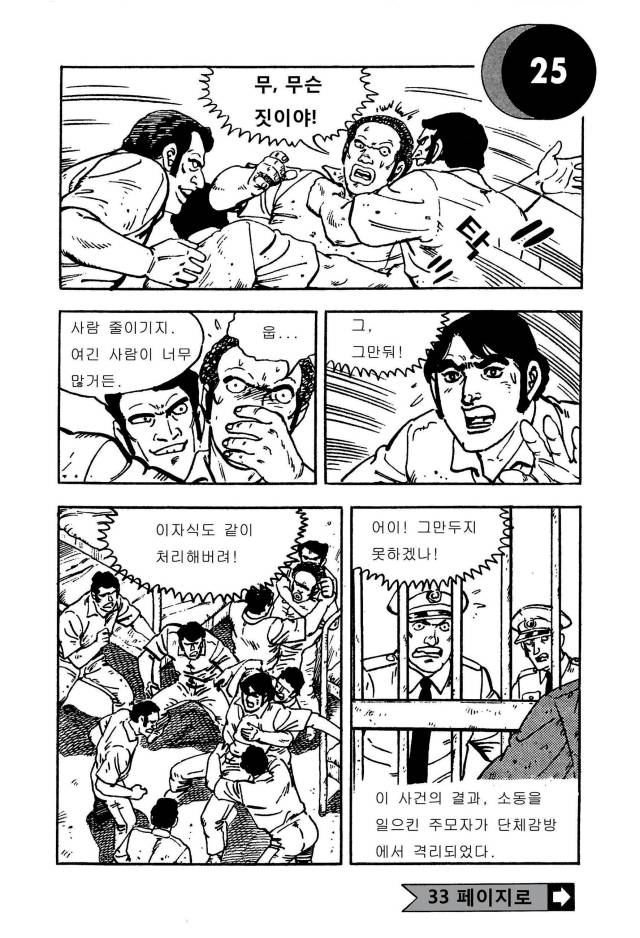 25
무, 무슨
짓이야!
탁
사람 줄이기지.
여긴 사람이 너무
많거든.
웁...
그,
그만둬!
이자식도 같이
처리해버려!
어이! 그만두지
못하겠나!
이 사건의 결과, 소동을
일으킨 주모자가 단체감방
에서 격리되었다.
33 페이지로